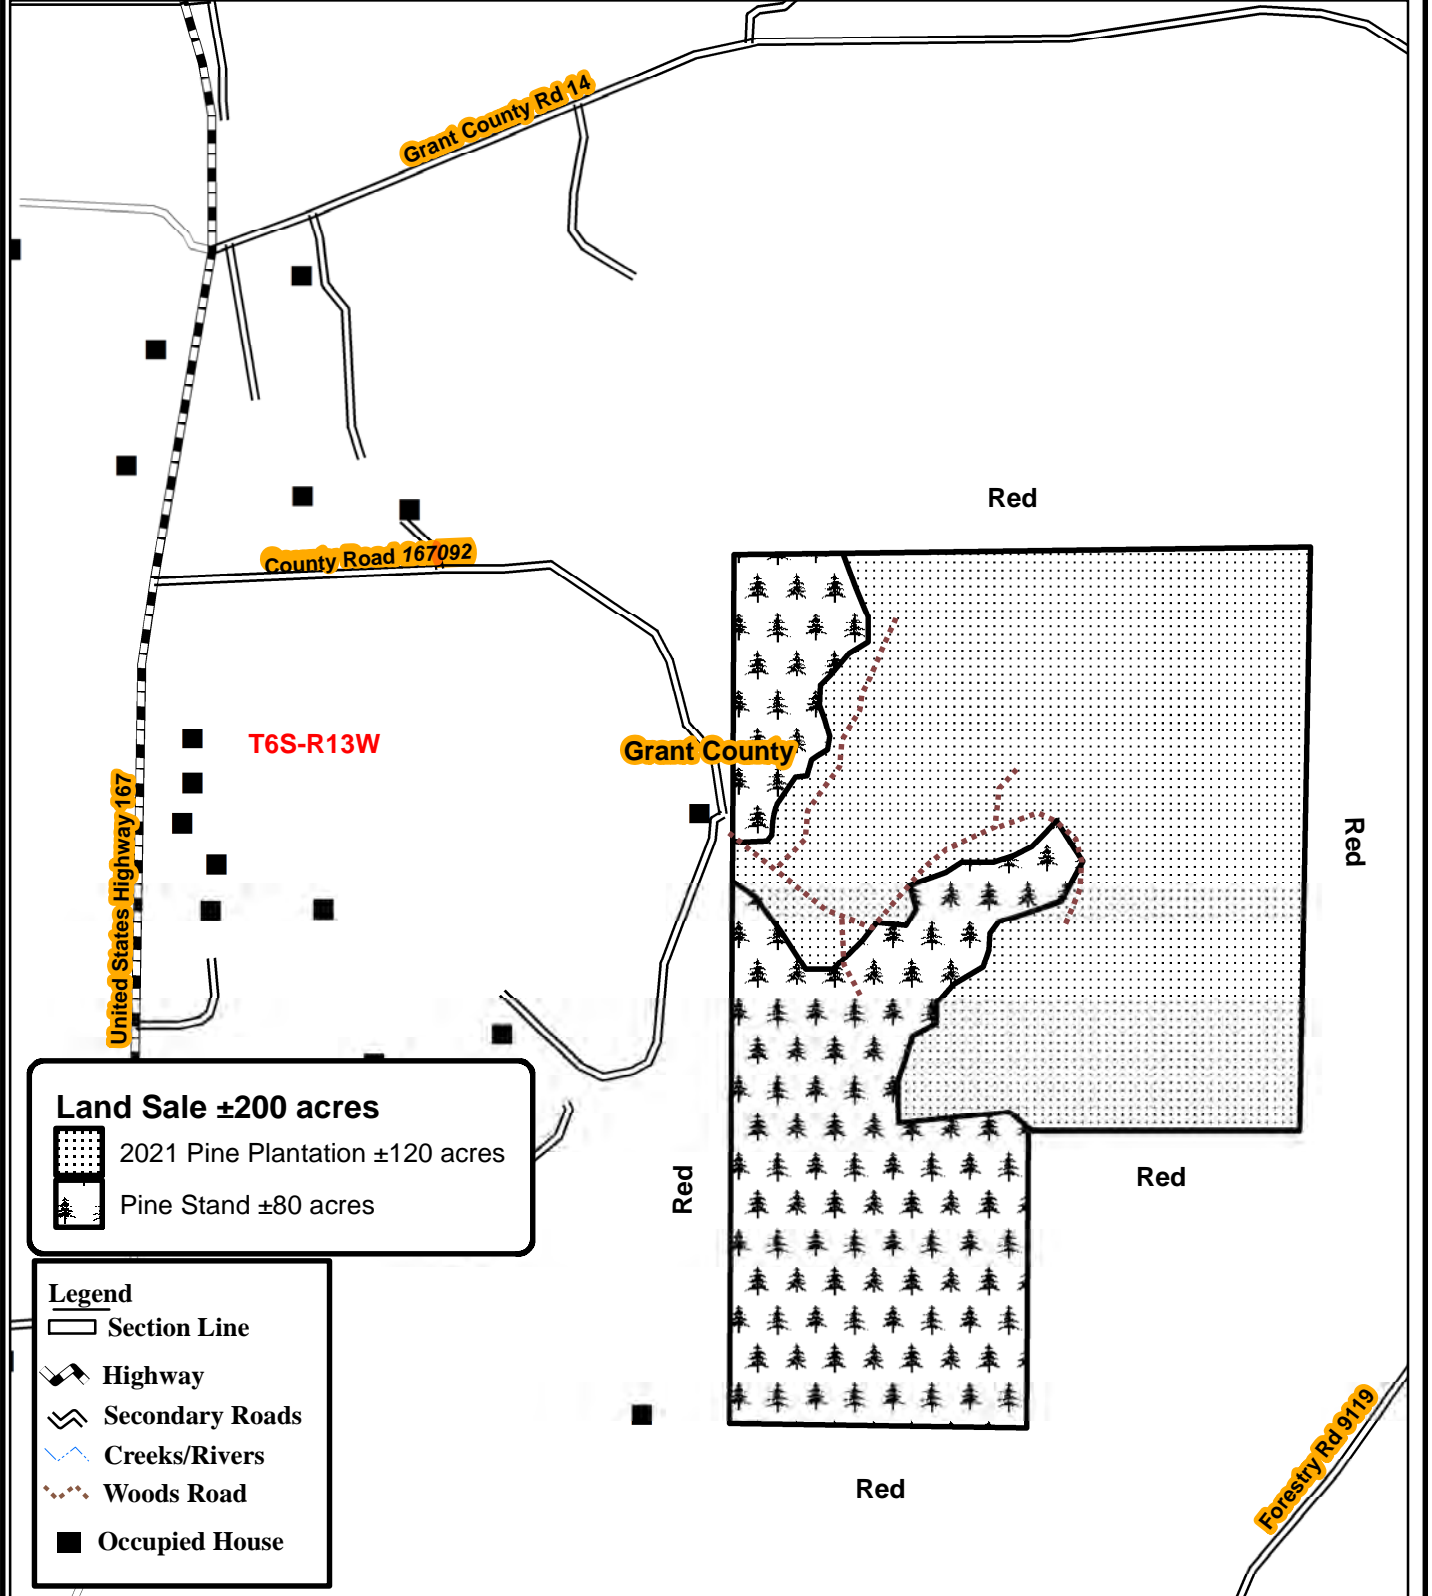 Grant County Rd 14
Red
County Road 167092
T6S-R13W
Grant County
United States Highway 167
Red
Land Sale ±200 acres
2021 Pine Plantation ±120 acres
Pine Stand ±80 acres
Red
Red
Legend
Section Line
Highway
Secondary Roads
Creeks/Rivers
Woods Road
Occupied House
Forestry Rd 9119
Red